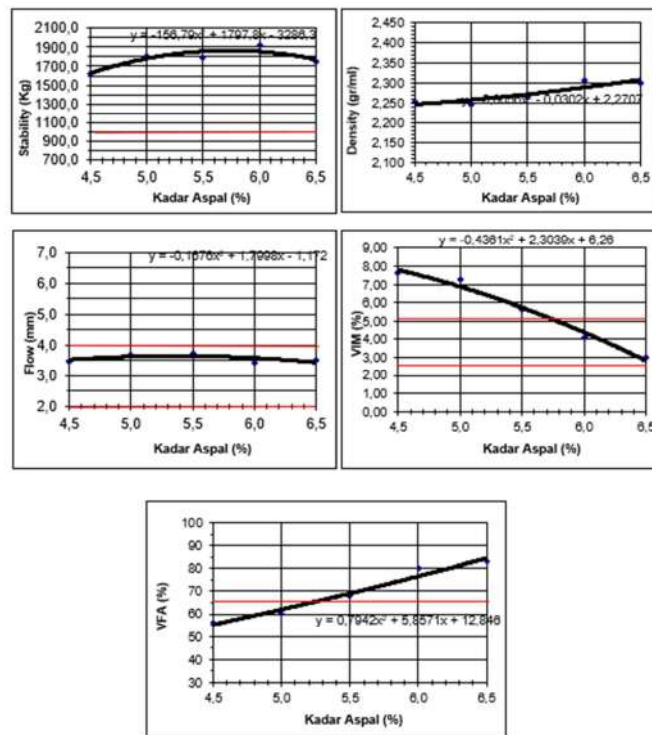 y = -156,79x² + 1797,8x - 3286,3
2100,0
1900,0
1700,0
1500,0
1300,0
1100,0
900,0
700,0
Stability (Kg)
4,5 5,0 5,5 6,0 6,5
Kadar Aspal (%)
2,450
2,400
2,350
2,300
2,250
2,200
2,150
2,100
Density (gr/ml)
- 0,0302x + 2,2707
4,5 5,0 5,5 6,0 6,5
Kadar Aspal (%)
y = -0,1676x² + 1,7998x - 1,172
7,0
6,0
5,0
4,0
3,0
2,0
Flow (mm)
4,5 5,0 5,5 6,0 6,5
Kadar Aspal (%)
y = -0,4361x² + 2,3039x + 6,26
9,00
8,00
7,00
6,00
5,00
4,00
3,00
2,00
1,00
0,00
VIM (%)
4,5 5,0 5,5 6,0 6,5
Kadar Aspal (%)
100
90
80
70
60
50
40
30
VFA (%)
y = 0,7942x² + 5,8571x + 12,846
4,5 5,0 5,5 6,0 6,5
Kadar Aspal (%)